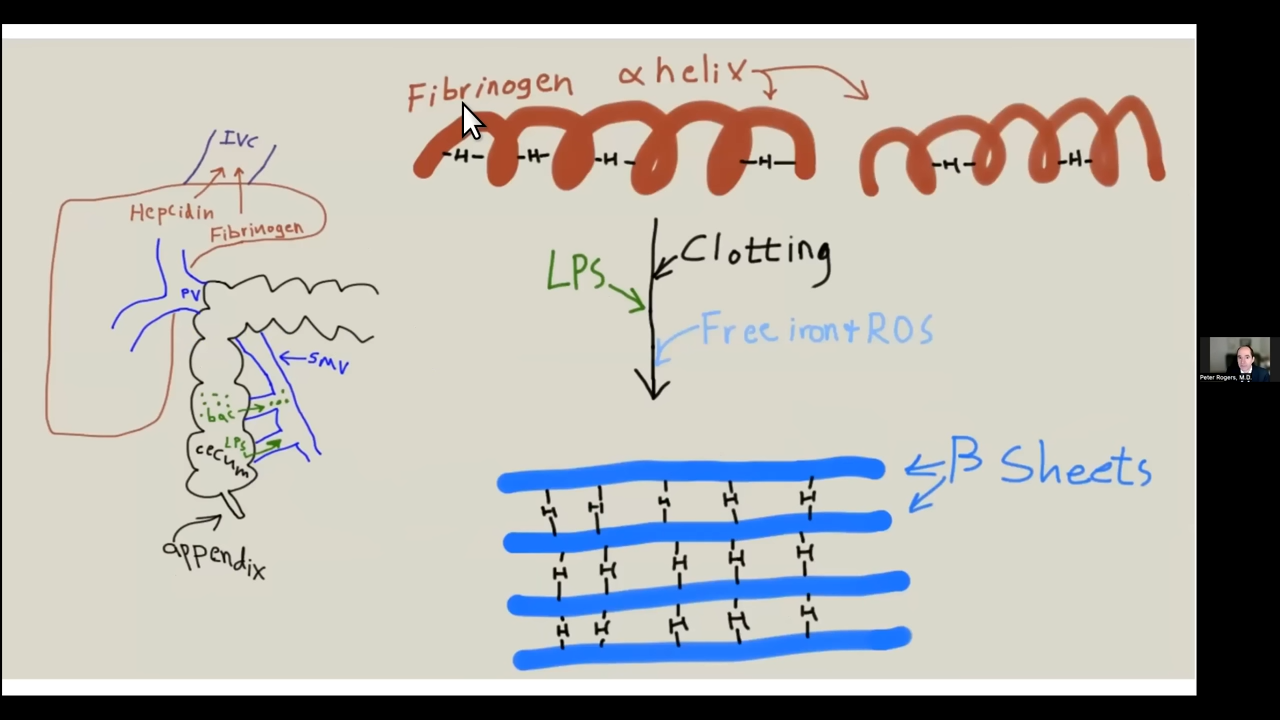 Fibrinogen
α helix
IVC
Hepcidin
Fibrinogen
PV
SMV
bac
LPS
cecum
appendix
LPS
Clotting
Free iron + ROS
-H-
-H-
-H-
-H-
-H-
-H-
β Sheets
H H H H H
H H H H H
H H H H H
Peter Rogers, M.D.